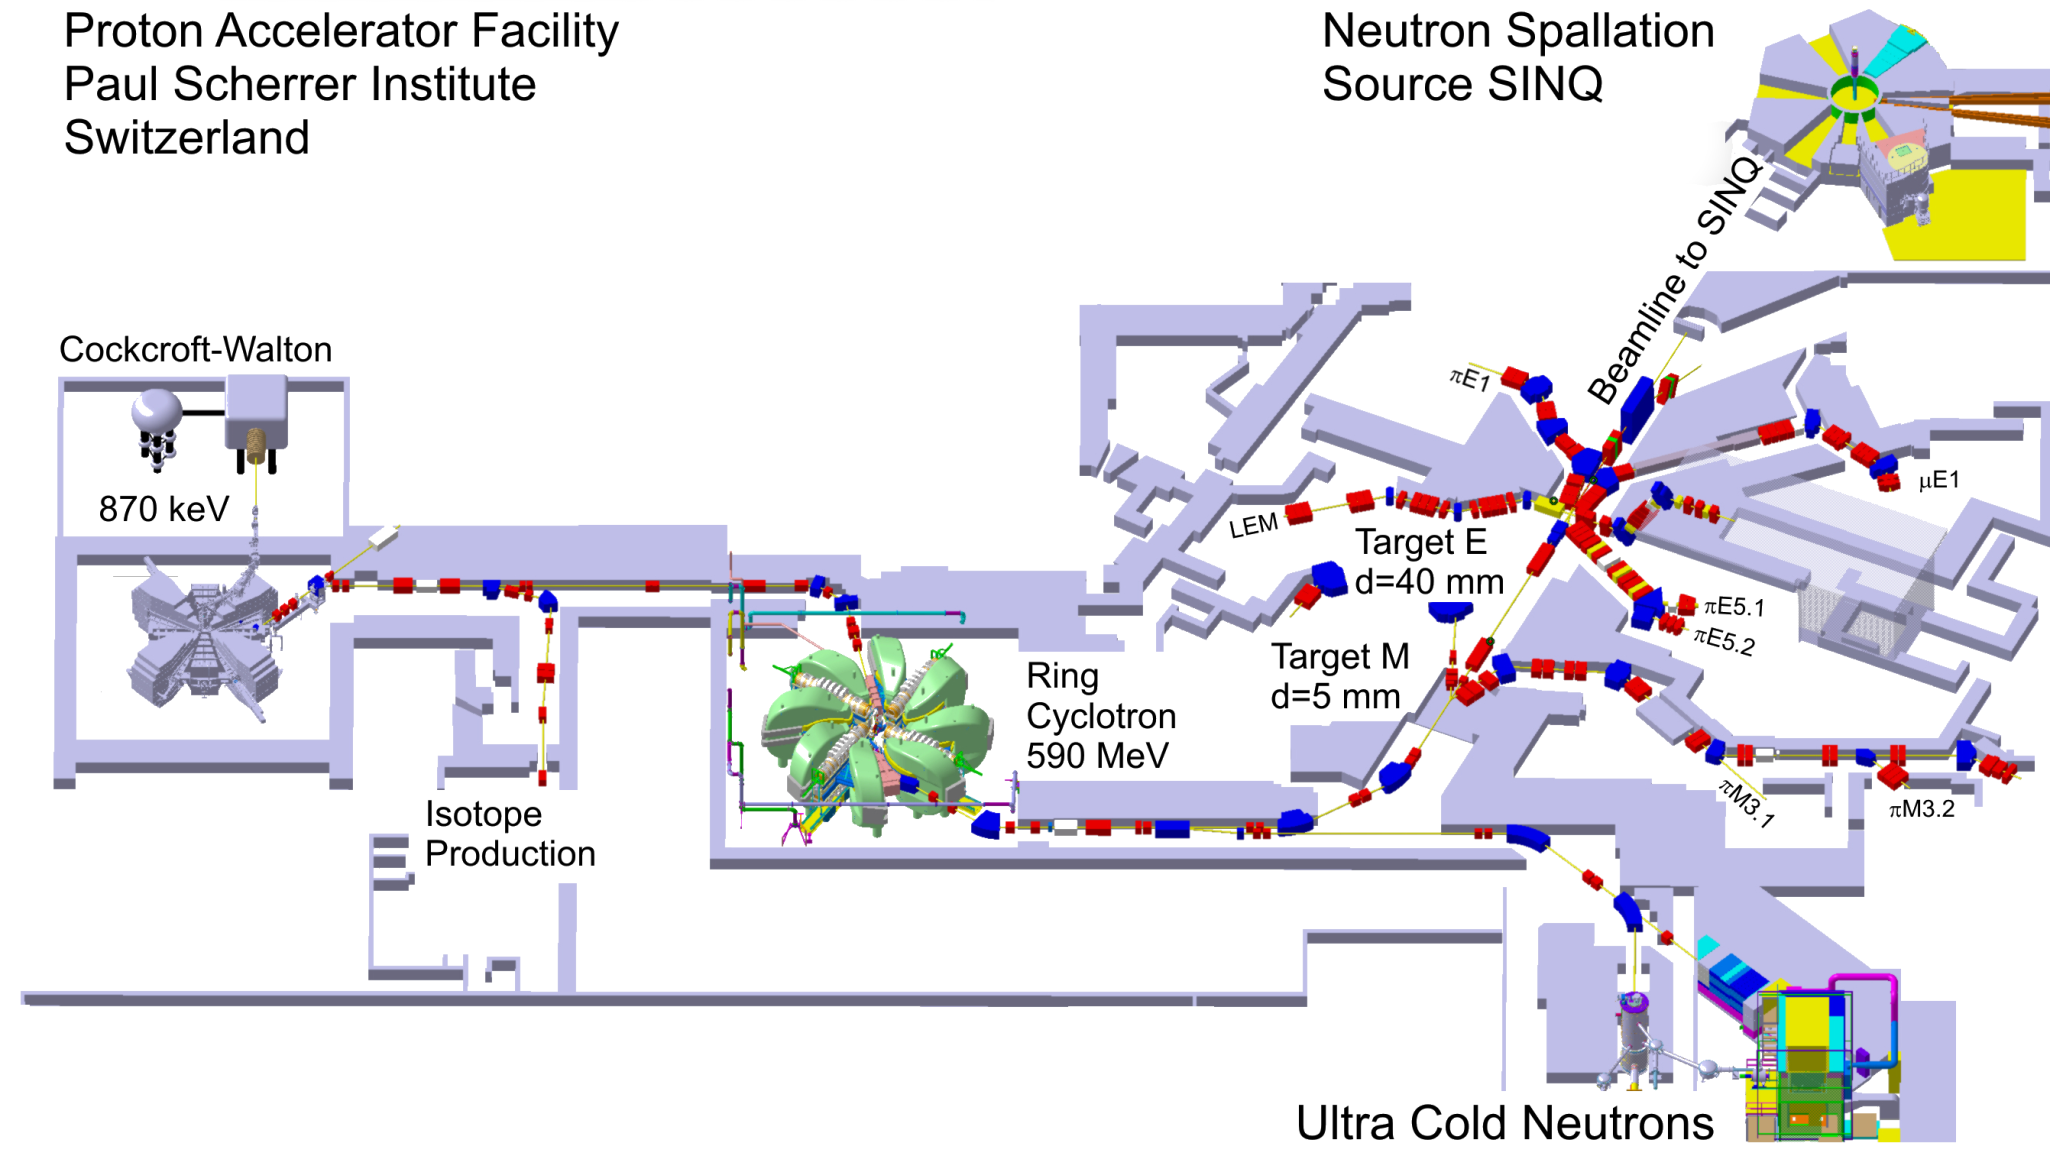 Proton Accelerator Facility
Paul Scherrer Institute
Switzerland
Neutron Spallation
Source SINQ
Beamline to SINQ
Cockcroft-Walton
870 keV
πE1
μE1
LEM
Target E
d=40 mm
πE5.1
πE5.2
Target M
d=5 mm
Ring
Cyclotron
590 MeV
πM3.1
πM3.2
Isotope
Production
Ultra Cold Neutrons